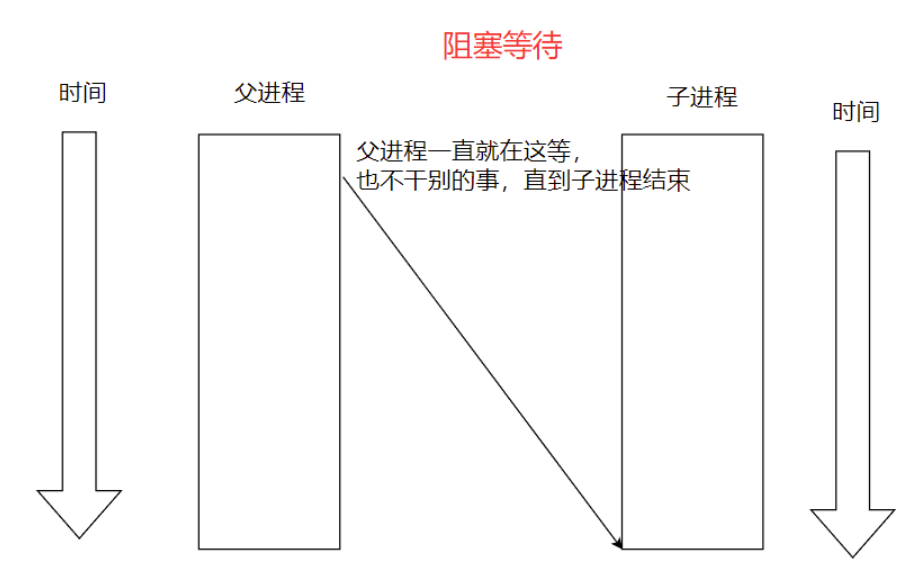 阻塞等待
时间
父进程
子进程
时间
父进程一直就在这等，
也不干别的事，直到子进程结束